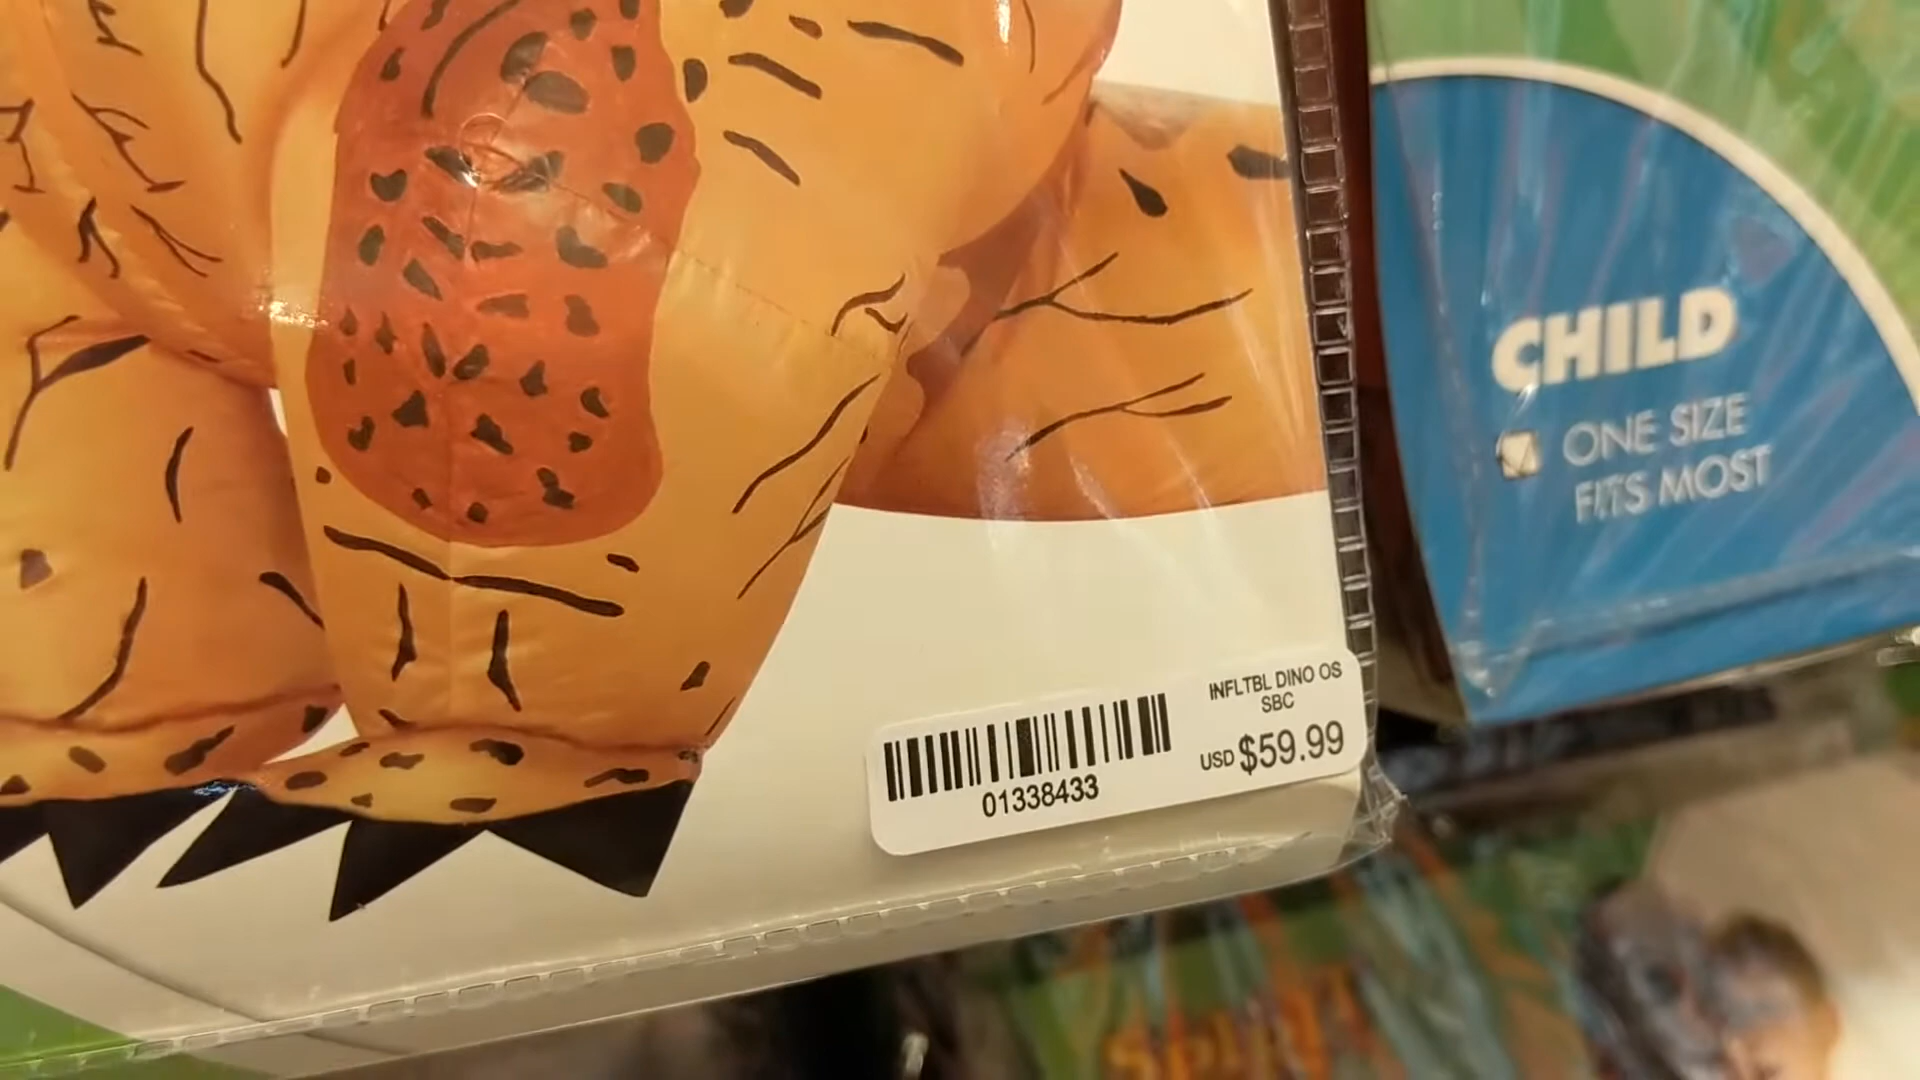 CHILD
ONE SIZE
FITS MOST
INFLTBL DINO OS
SBC
USD $59.99
01338433